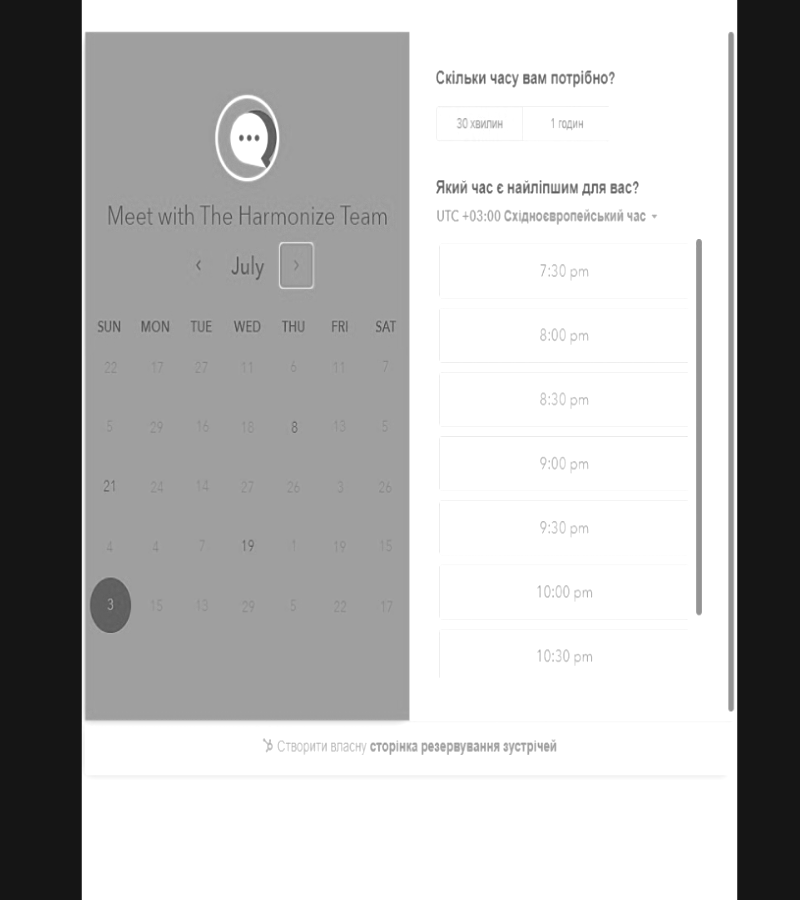 Meet with The Harmonize Team
July
SUN MON TUE WED THU FRI SAT
22 17 27 11 6 11 7
5 29 16 18 8 13 5
21 24 14 27 26 3 26
4 4 7 19 1 19 15
3 15 13 29 5 22 17
Скільки часу вам потрібно?
30 хвилин 1 годин
Який час є найліпшим для вас?
UTC +03:00 Східноєвропейський час
7:30 pm
8:00 pm
8:30 pm
9:00 pm
9:30 pm
10:00 pm
10:30 pm
Створити власну сторінка резервування зустрічей